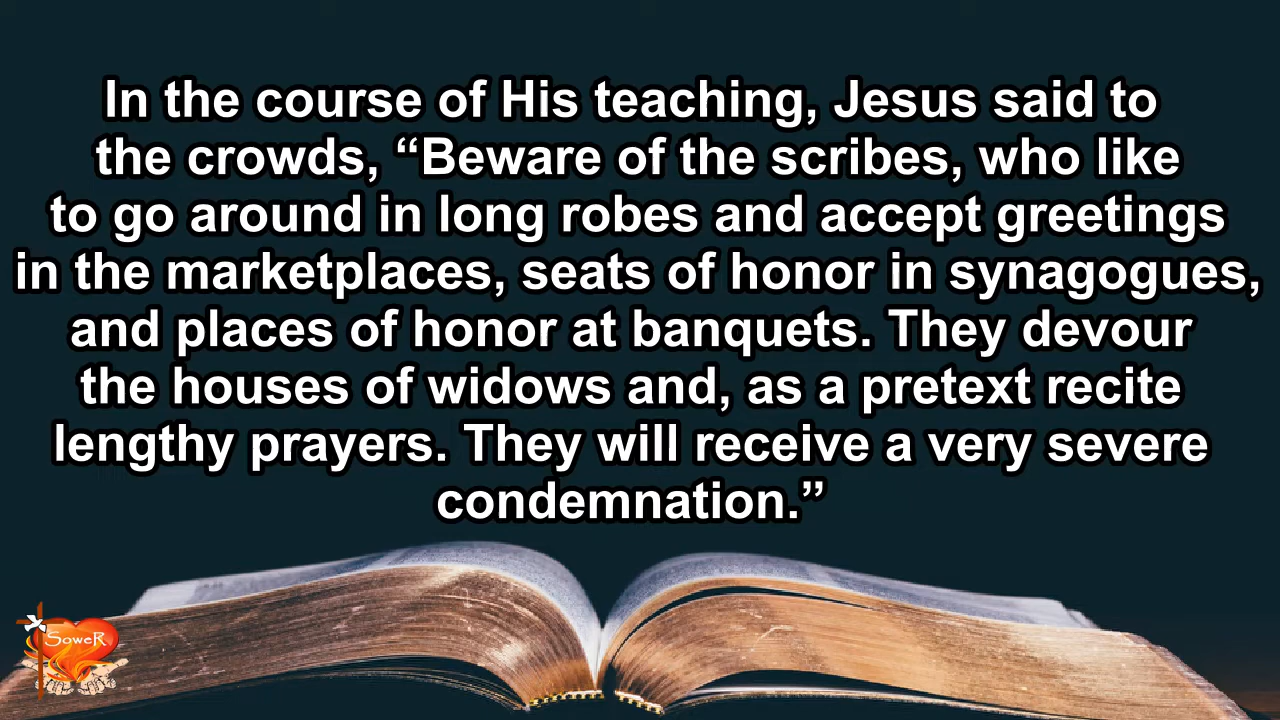 In the course of His teaching, Jesus said to
the crowds, “Beware of the scribes, who like
to go around in long robes and accept greetings
in the marketplaces, seats of honor in synagogues,
and places of honor at banquets. They devour
the houses of widows and, as a pretext recite
lengthy prayers. They will receive a very severe
condemnation.”
SoweR